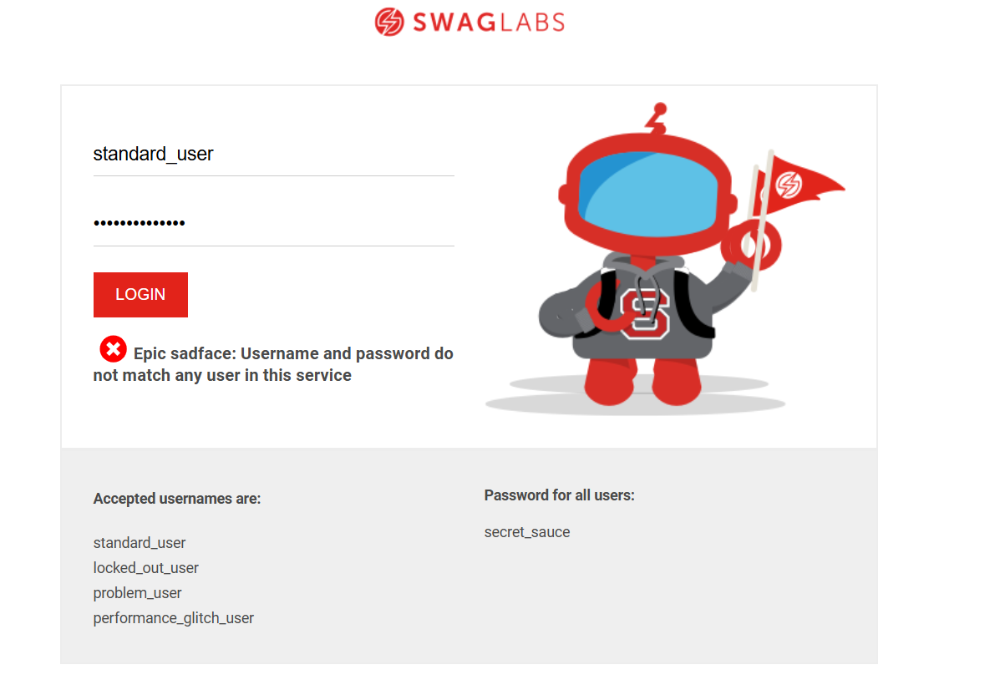 SWAGLABS
standard_user
••••••••••••••
LOGIN
Epic sadface: Username and password do
not match any user in this service
S
Accepted usernames are:
standard_user
locked_out_user
problem_user
performance_glitch_user
Password for all users:
secret_sauce